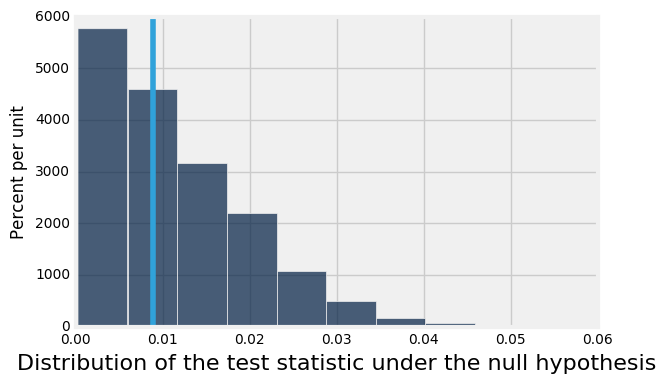 6000
5000
4000
3000
2000
1000
0
Percent per unit
0.00 0.01 0.02 0.03 0.04 0.05 0.06
Distribution of the test statistic under the null hypothesis